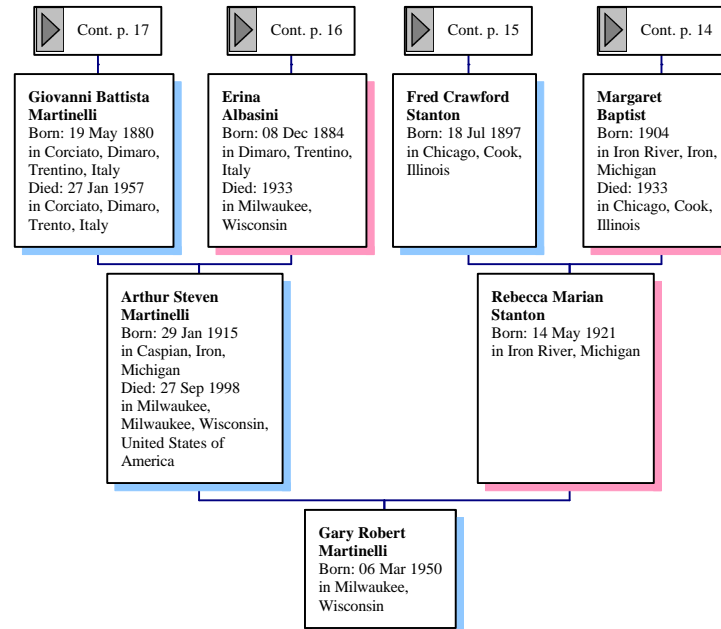 Cont. p. 17
Cont. p. 16
Cont. p. 15
Cont. p. 14
Giovanni Battista
Martinelli
Born: 19 May 1880
in Corciato, Dimaro,
Trentino, Italy
Died: 27 Jan 1957
in Corciato, Dimaro,
Trento, Italy
Erina
Albasini
Born: 08 Dec 1884
in Dimaro, Trentino,
Italy
Died: 1933
in Milwaukee,
Wisconsin
Fred Crawford
Stanton
Born: 18 Jul 1897
in Chicago, Cook,
Illinois
Margaret
Baptist
Born: 1904
in Iron River, Iron,
Michigan
Died: 1933
in Chicago, Cook,
Illinois
Arthur Steven
Martinelli
Born: 29 Jan 1915
in Caspian, Iron,
Michigan
Died: 27 Sep 1998
in Milwaukee,
Milwaukee, Wisconsin,
United States of
America
Rebecca Marian
Stanton
Born: 14 May 1921
in Iron River, Michigan
Gary Robert
Martinelli
Born: 06 Mar 1950
in Milwaukee,
Wisconsin